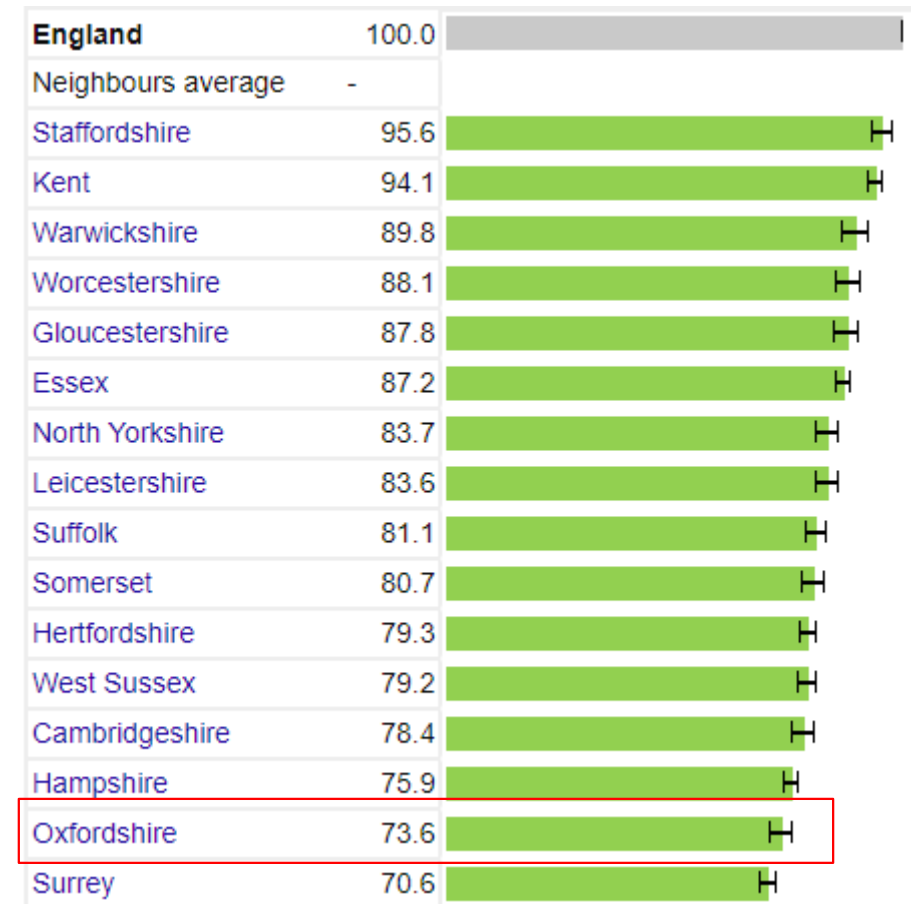 England 100.0
Neighbours average -
Staffordshire 95.6
Kent 94.1
Warwickshire 89.8
Worcestershire 88.1
Gloucestershire 87.8
Essex 87.2
North Yorkshire 83.7
Leicestershire 83.6
Suffolk 81.1
Somerset 80.7
Hertfordshire 79.3
West Sussex 79.2
Cambridgeshire 78.4
Hampshire 75.9
Oxfordshire 73.6
Surrey 70.6